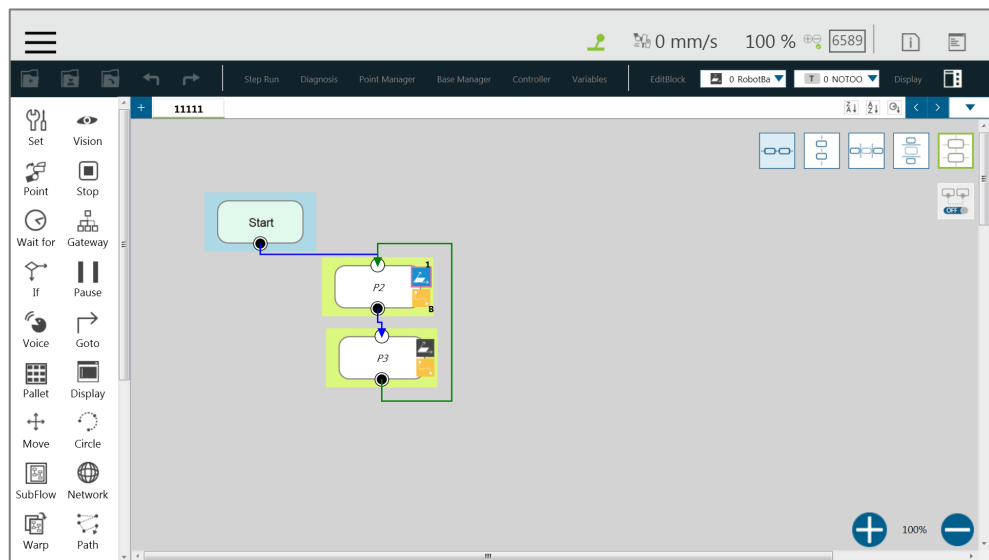 0 mm/s 100 % 6589
Step Run Diagnosis Point Manager Base Manager Controller Variables EditBlock 0 RobotBa T 0 NOTOO Display
+ 11111
Set Vision
Point Stop
Wait for Gateway
If Pause
Voice Goto
Pallet Display
Move Circle
SubFlow Network
Warp Path
OFF
Start
1
P2
B
P3
100%